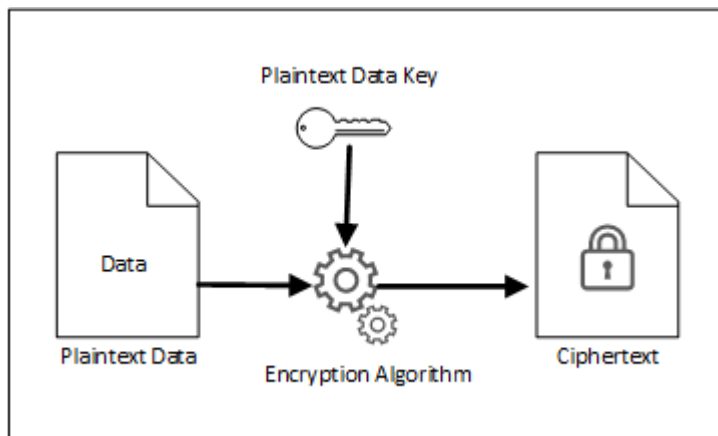 Plaintext Data Key
Data
Plaintext Data
Encryption Algorithm
Ciphertext